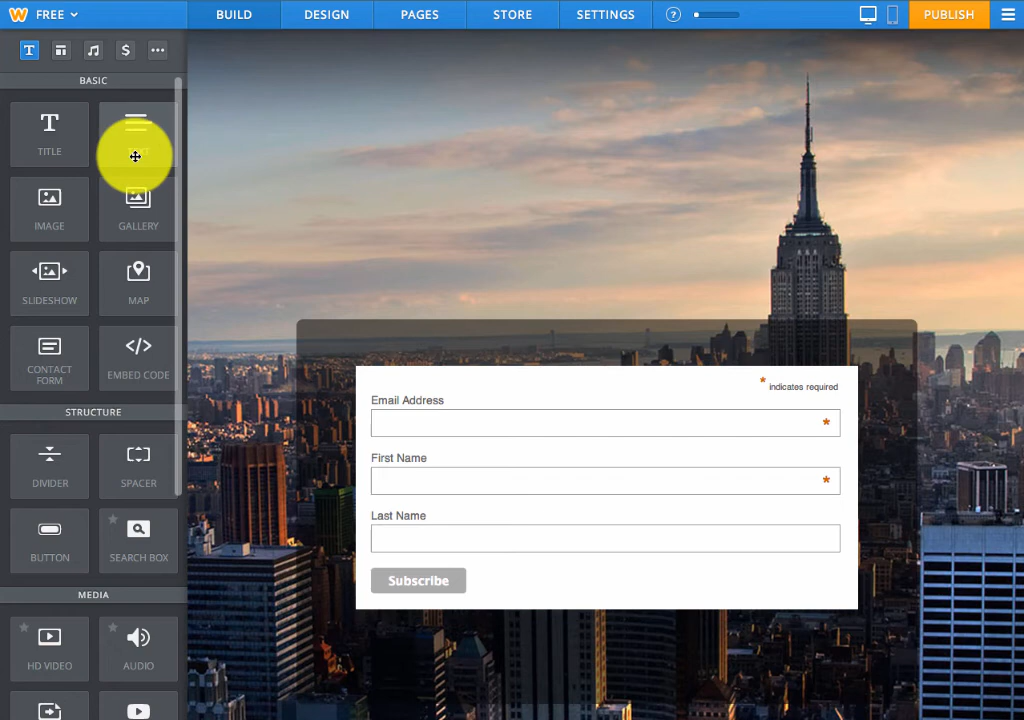 FREE
BUILD
DESIGN
PAGES
STORE
SETTINGS
?
PUBLISH
T
$
BASIC
T
TITLE
TEXT
IMAGE
GALLERY
SLIDESHOW
MAP
CONTACT
FORM
</>
EMBED CODE
STRUCTURE
DIVIDER
SPACER
BUTTON
SEARCH BOX
MEDIA
HD VIDEO
AUDIO
* indicates required
Email Address
*
First Name
*
Last Name
Subscribe